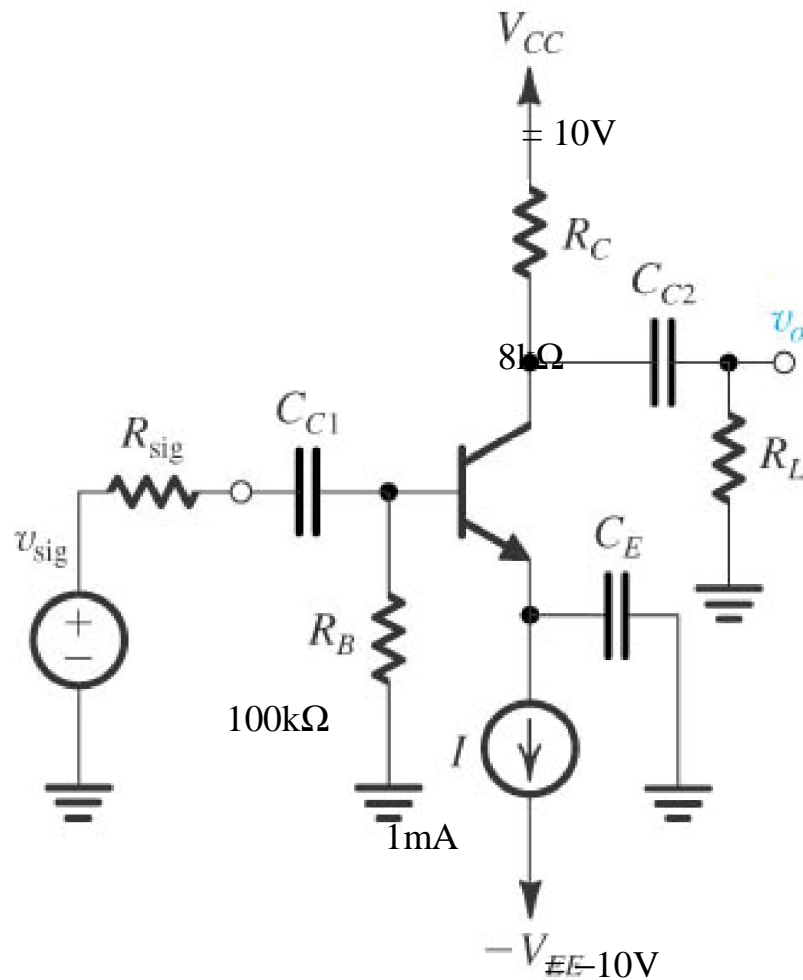 V_CC
= 10V
R_C
C_C2
v_o
8kΩ
C_C1
R_sig
R_L
v_sig
C_E
R_B
100kΩ
I
1mA
−V_EE
= −10V